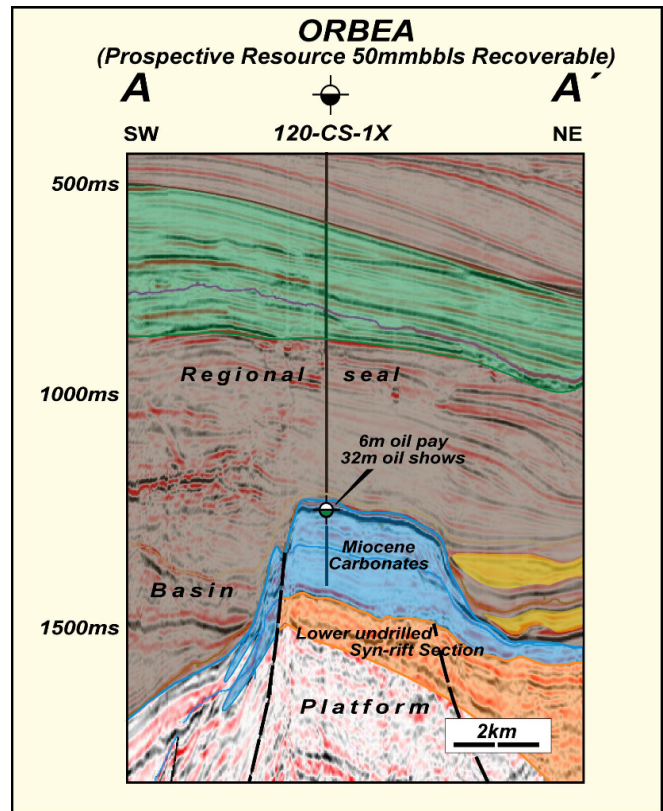 ORBEA
(Prospective Resource 50mmbbls Recoverable)
A
A´
SW
120-CS-1X
NE
500ms
Regional seal
1000ms
6m oil pay
32m oil shows
Miocene
Carbonates
Basin
1500ms
Lower undrilled
Syn-rift Section
Platform
2km